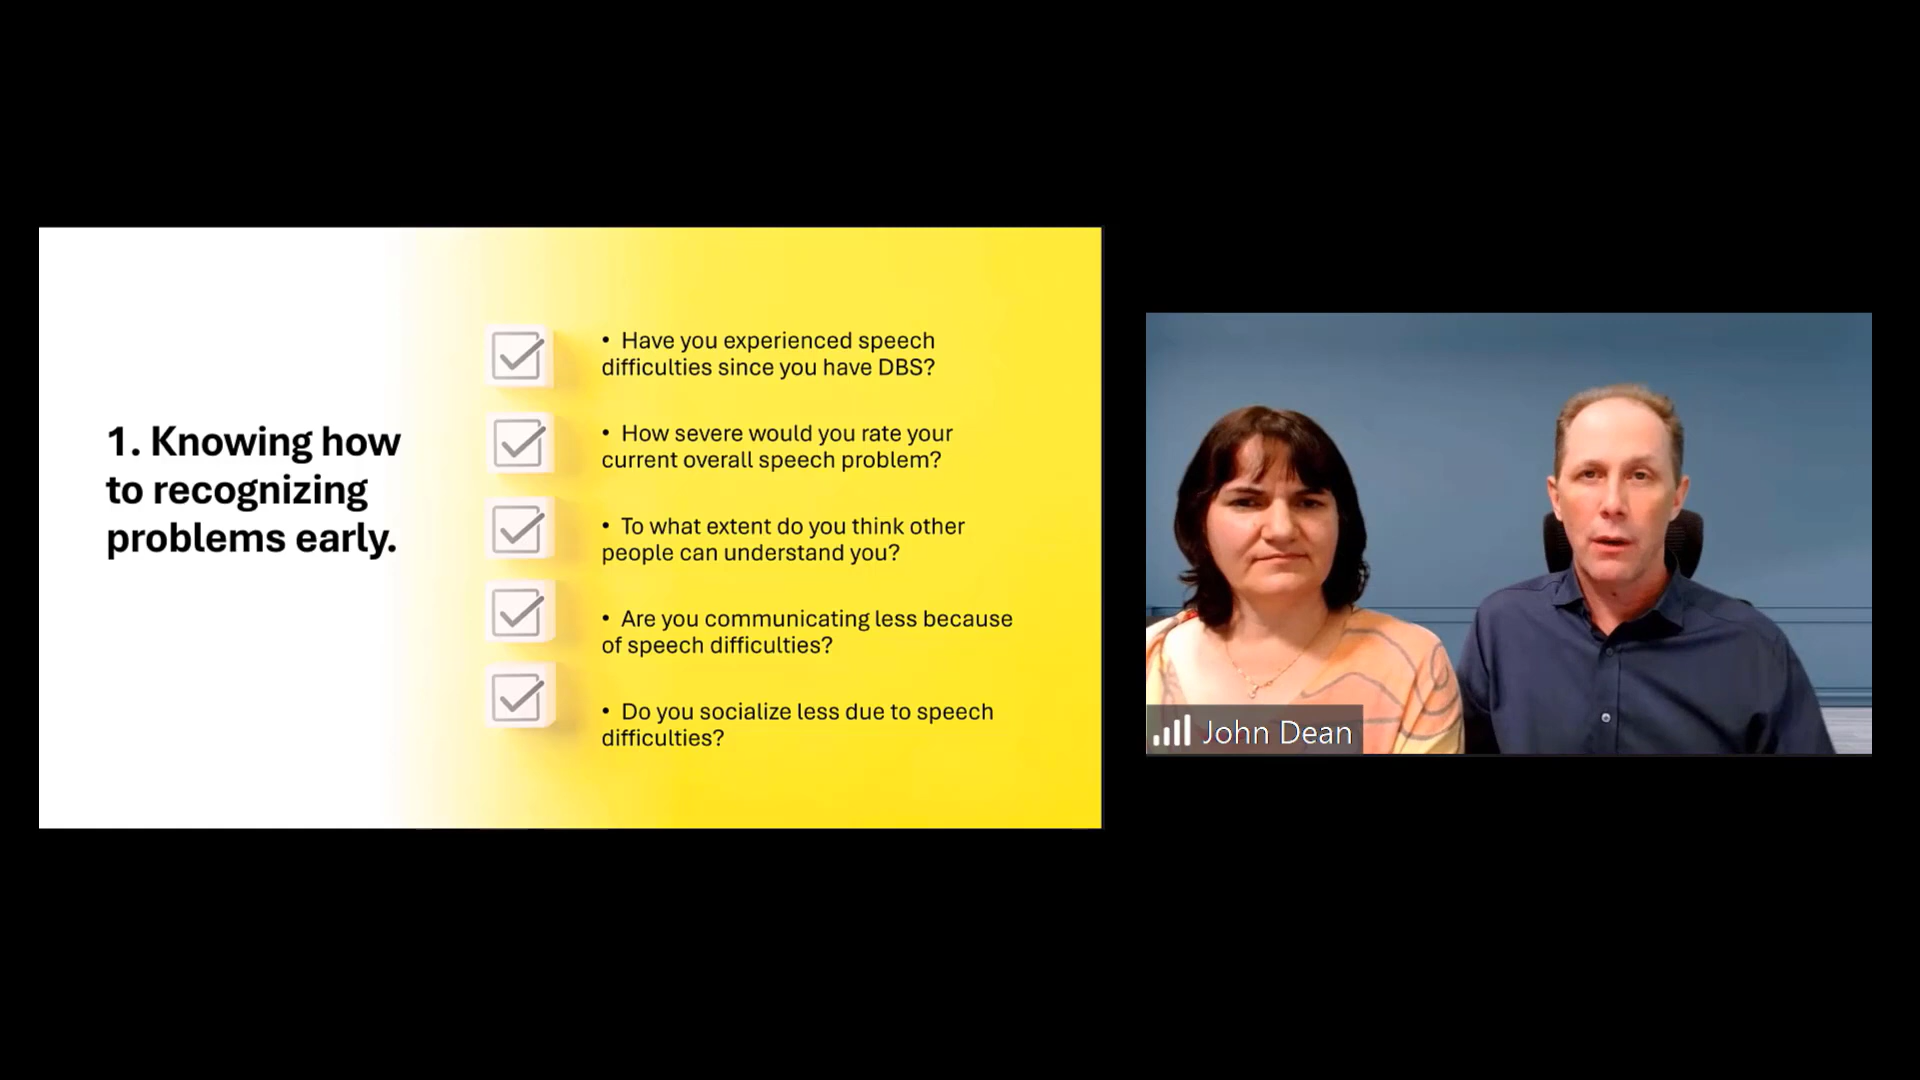 1. Knowing how
to recognizing
problems early.
• Have you experienced speech
difficulties since you have DBS?
• How severe would you rate your
current overall speech problem?
• To what extent do you think other
people can understand you?
• Are you communicating less because
of speech difficulties?
• Do you socialize less due to speech
difficulties?
John Dean